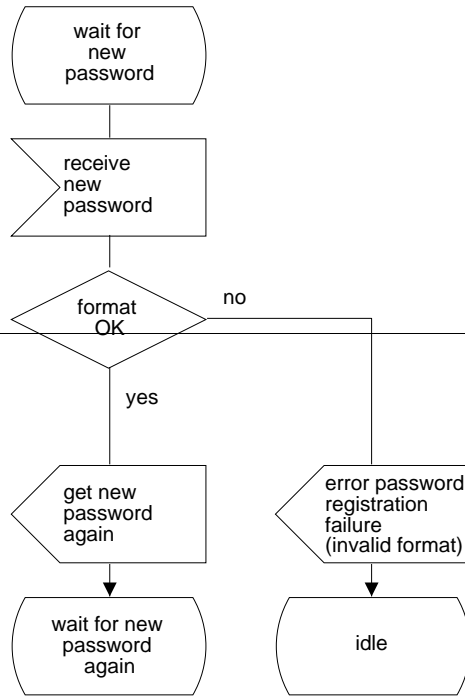 wait for
new
password
receive
new
password
format
OK
no
yes
get new
password
again
error password
registration
failure
(invalid format)
wait for new
password
again
idle